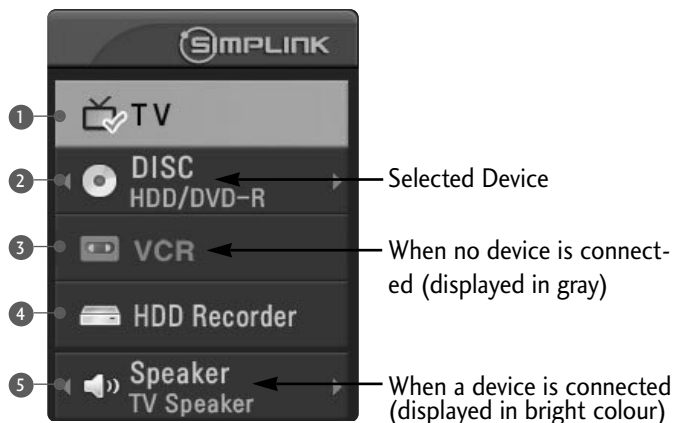 SIMPLINK
1 TV
2 DISC
HDD/DVD-R
Selected Device
3 VCR
When no device is connect-
ed (displayed in gray)
4 HDD Recorder
5 Speaker
TV Speaker
When a device is connected
(displayed in bright colour)